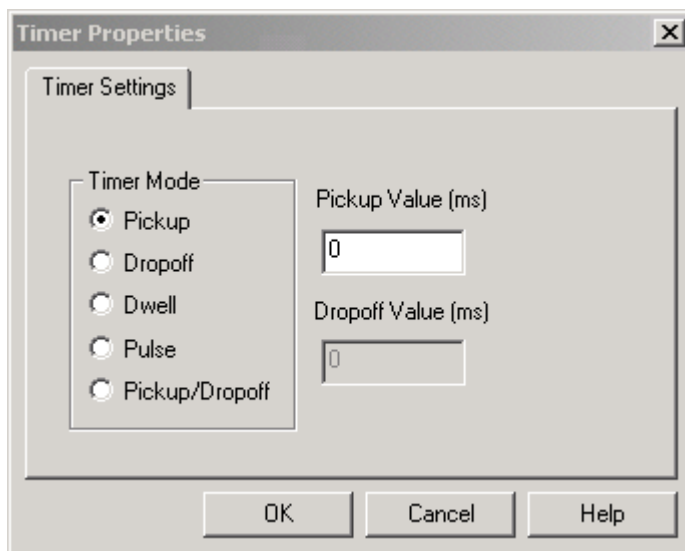 Timer Properties
Timer Settings
Timer Mode
Pickup
Dropoff
Dwell
Pulse
Pickup/Dropoff
Pickup Value (ms)
0
Dropoff Value (ms)
0
OK
Cancel
Help